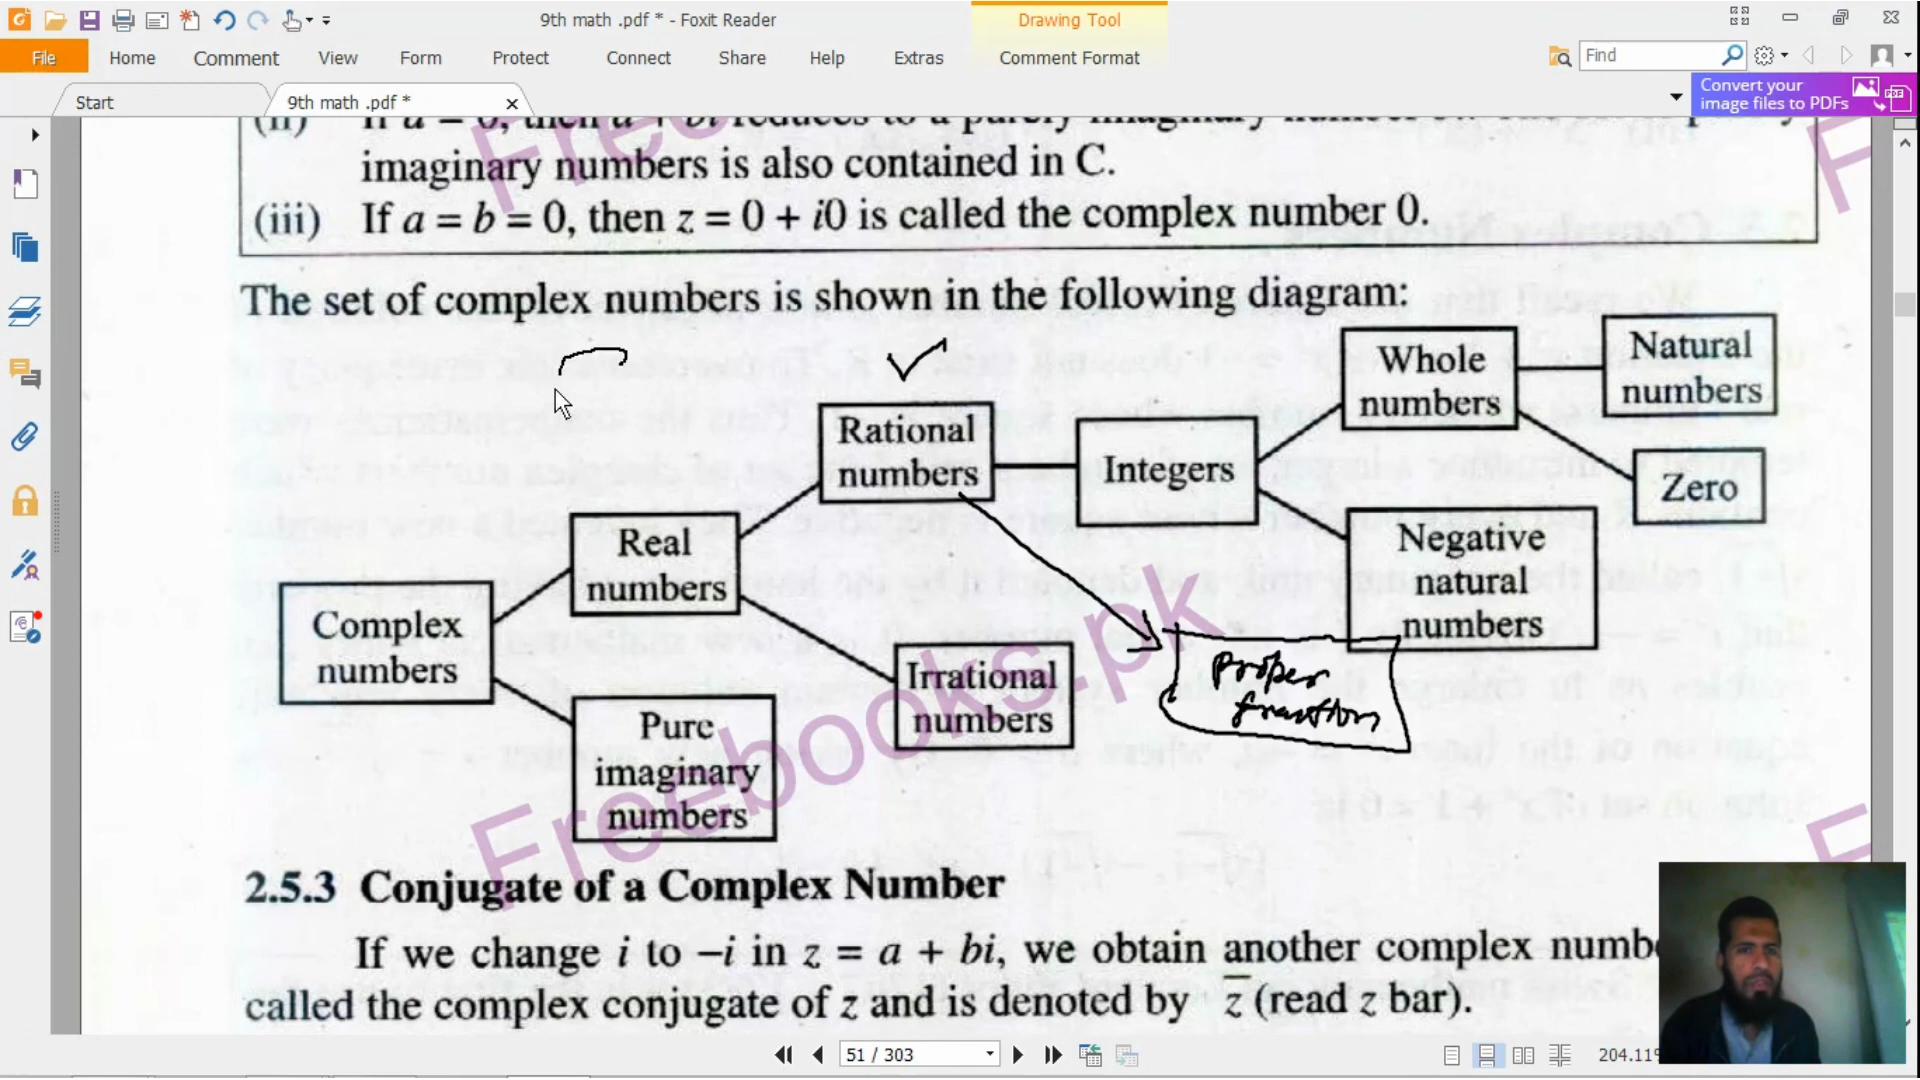 9th math .pdf * - Foxit Reader
Drawing Tool
File
Home
Comment
View
Form
Protect
Connect
Share
Help
Extras
Comment Format
Find
Start
9th math .pdf *
Convert your
image files to PDFs
imaginary numbers is also contained in C.
(iii) If a = b = 0, then z = 0 + i0 is called the complex number 0.
The set of complex numbers is shown in the following diagram:
Complex
numbers
Real
numbers
Pure
imaginary
numbers
Rational
numbers
Irrational
numbers
Integers
Whole
numbers
Negative
natural
numbers
Natural
numbers
Zero
Proper
fraction
Freebooks.pk
2.5.3 Conjugate of a Complex Number
If we change i to –i in z = a + bi, we obtain another complex numbe
called the complex conjugate of z and is denoted by z̅ (read z bar).
51 / 303
204.11%